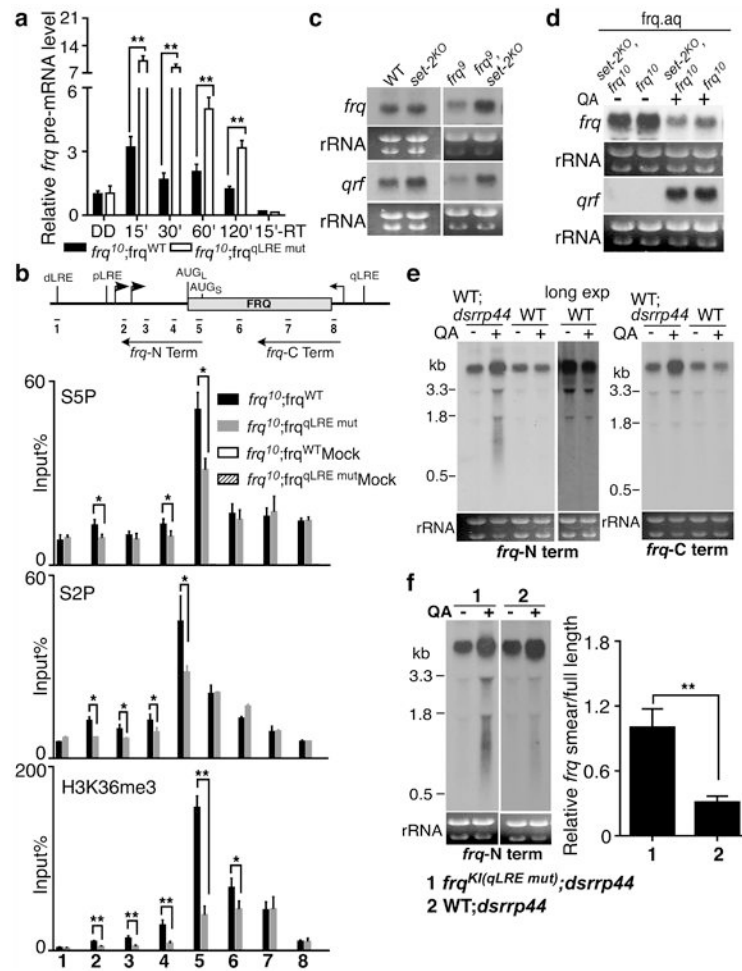 a
Relative frq pre-mRNA level
21
14
7
3
0
**
**
**
**
DD 15' 30' 60' 120' 15'-RT
frq10;frqWT frq10;frqqLRE mut
b
dLRE pLRE AUGL AUGS FRQ qLRE
1 2 3 4 5 6 7 8
frq-N Term frq-C Term
S5P
60
Input%
0
* * *
frq10;frqWT
frq10;frqqLRE mut
frq10;frqWTMock
frq10;frqqLRE mutMock
S2P
60
Input%
0
* * * *
H3K36me3
200
Input%
0
** ** ** ** *
1 2 3 4 5 6 7 8
c
WT set-2KO frq9 frq9, set-2KO
frq
rRNA
qrf
rRNA
d
frq.aq
set-2KO, frq10 frq10 set-2KO, frq10 frq10
QA - - + +
frq
rRNA
qrf
rRNA
e
WT; dsrrp44 WT long exp WT
QA - + - + - +
kb
3.3
1.8
0.5
rRNA
frq-N term
WT; dsrrp44 WT
QA - + - +
kb
3.3
1.8
0.5
rRNA
frq-C term
f
1 2
QA - + - +
kb
3.3
1.8
0.5
rRNA
frq-N term
Relative frq smear/full length
1.8
1.2
0.6
0
**
1 2
1 frqKI(qLRE mut);dsrrp44
2 WT;dsrrp44